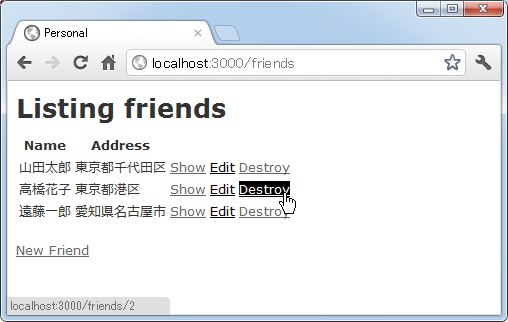 Personal
localhost:3000/friends
Listing friends
Name Address
山田太郎 東京都千代田区 Show Edit Destroy
高橋花子 東京都港区 Show Edit Destroy
遠藤一郎 愛知県名古屋市 Show Edit Destroy
New Friend
localhost:3000/friends/2